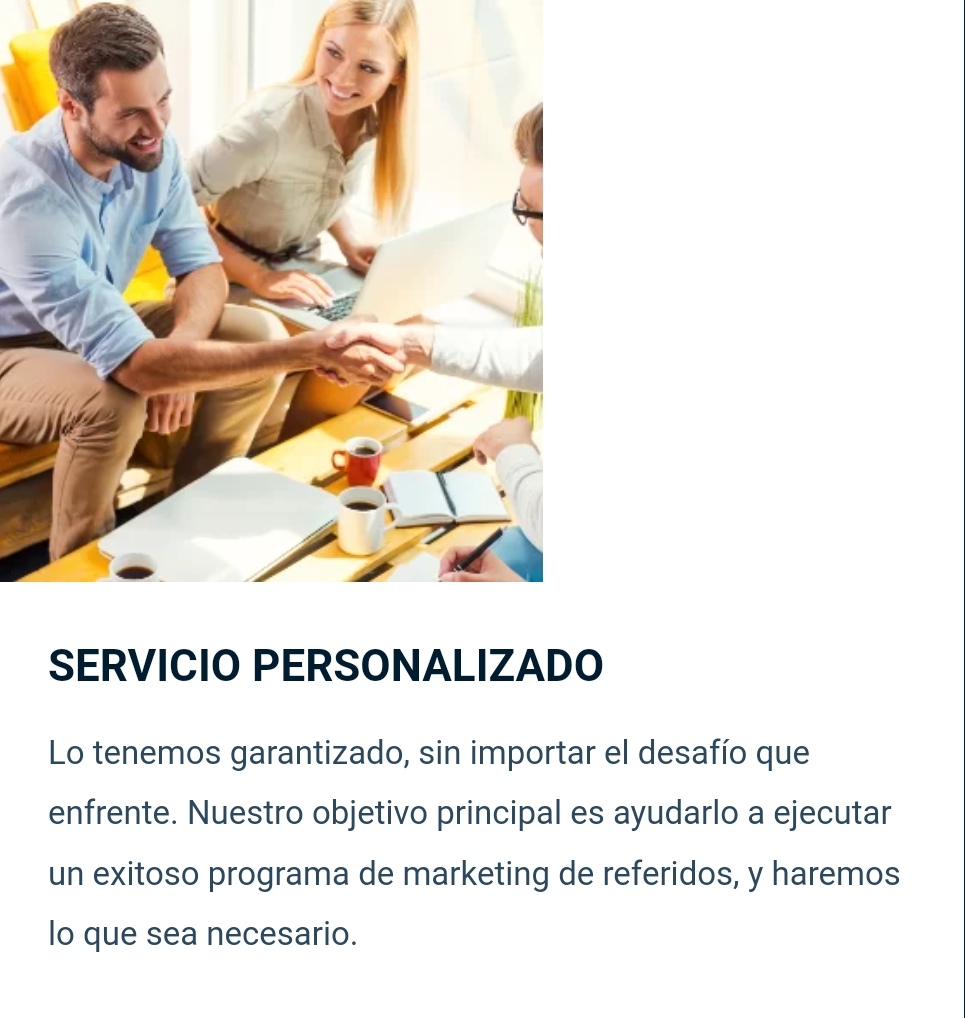 SERVICIO PERSONALIZADO
Lo tenemos garantizado, sin importar el desafío que
enfrente. Nuestro objetivo principal es ayudarlo a ejecutar
un exitoso programa de marketing de referidos, y haremos
lo que sea necesario.